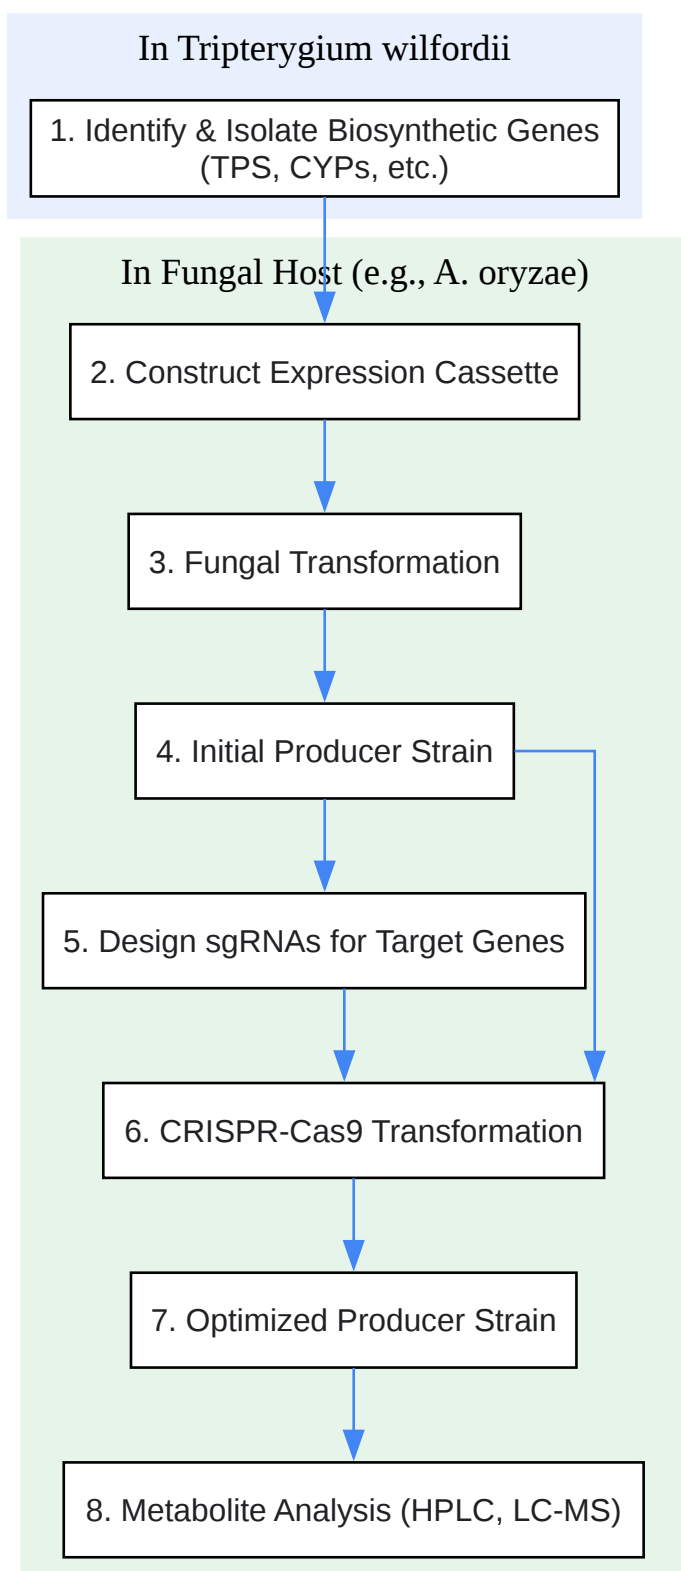 In Tripterygium wilfordii
1. Identify & Isolate Biosynthetic Genes
(TPS, CYPs, etc.)
In Fungal Host (e.g., A. oryzae)
2. Construct Expression Cassette
3. Fungal Transformation
4. Initial Producer Strain
5. Design sgRNAs for Target Genes
6. CRISPR-Cas9 Transformation
7. Optimized Producer Strain
8. Metabolite Analysis (HPLC, LC-MS)